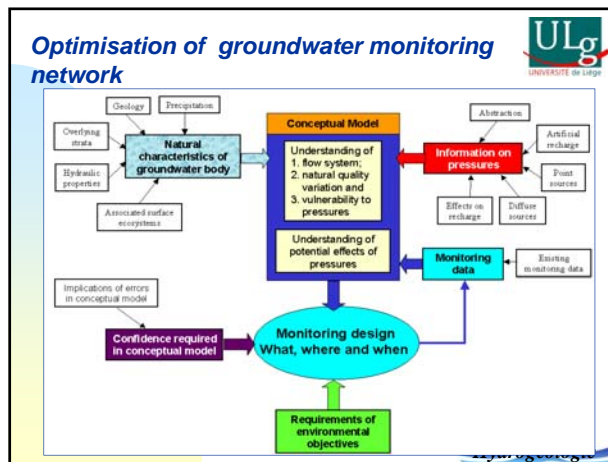 Optimisation of groundwater monitoring
network
ULg
UNIVERSITÉ de Liège
Geology
Precipitation
Overlying
strata
Hydraulic
properties
Natural
characteristics of
groundwater body
Associated surface
ecosystems
Conceptual Model
Understanding of
1. flow system;
2. natural quality
variation and
3. vulnerability to
pressures
Understanding of
potential effects of
pressures
Abstraction
Artificial
recharge
Information on
pressures
Point
sources
Effects on
recharge
Diffuse
sources
Monitoring
data
Existing
monitoring data
Implications of errors
in conceptual model
Confidence required
in conceptual model
Monitoring design
What, where and when
Requirements of
environmental
objectives